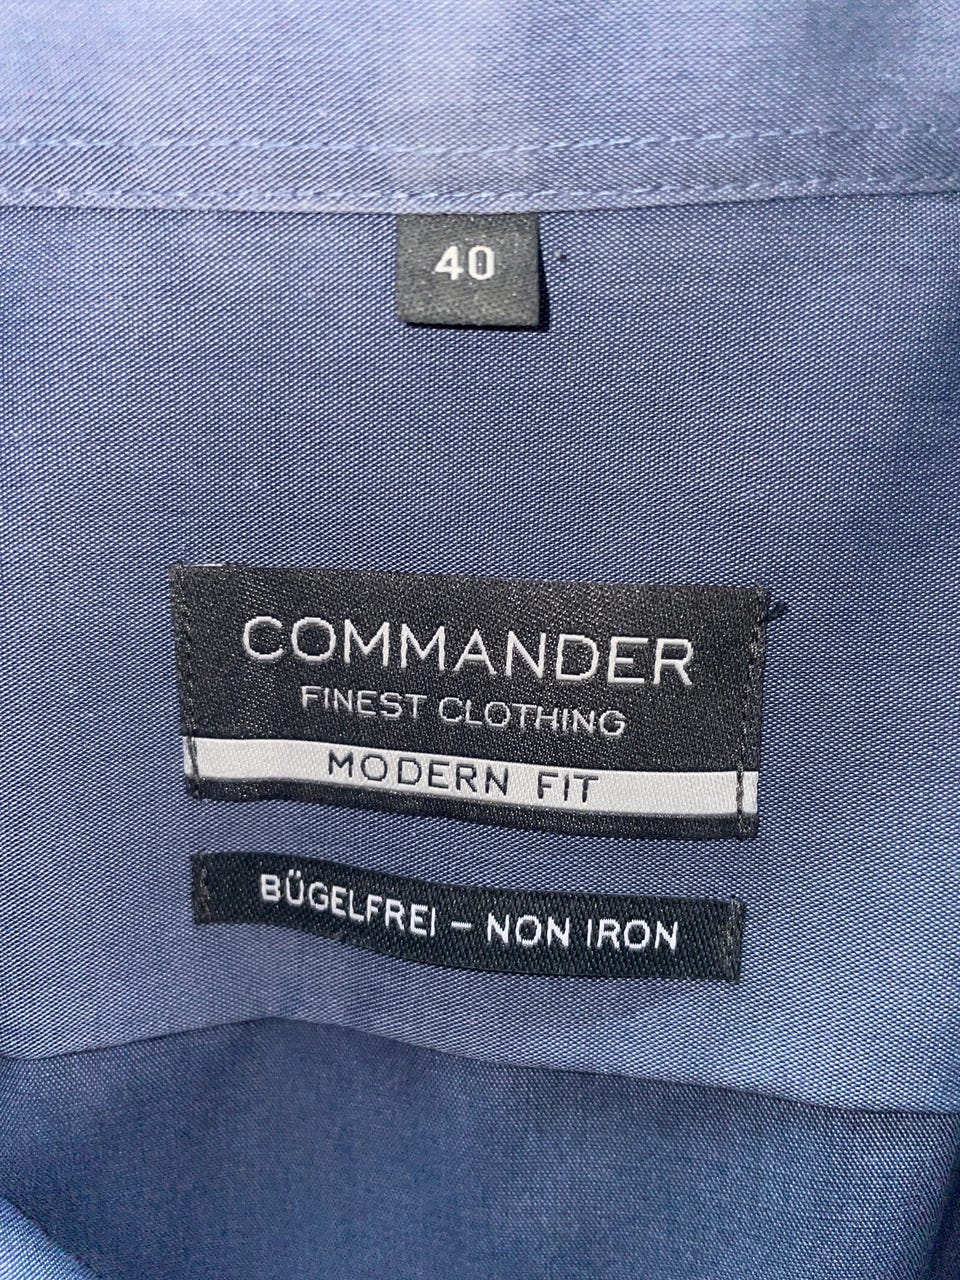 40
COMMANDER
FINEST CLOTHING
MODERN FIT
BÜGELFREI – NON IRON